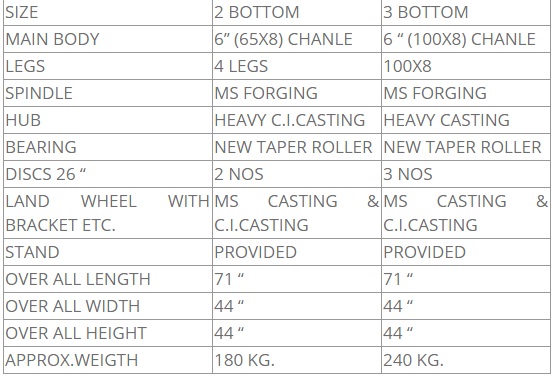 SIZE 2 BOTTOM 3 BOTTOM
MAIN BODY 6” (65X8) CHANLE 6 “ (100X8) CHANLE
LEGS 4 LEGS 100X8
SPINDLE MS FORGING MS FORGING
HUB HEAVY C.I.CASTING HEAVY CASTING
BEARING NEW TAPER ROLLER NEW TAPER ROLLER
DISCS 26 “ 2 NOS 3 NOS
LAND WHEEL WITH MS CASTING & MS CASTING &
BRACKET ETC. C.I.CASTING C.I.CASTING
STAND PROVIDED PROVIDED
OVER ALL LENGTH 71 “ 71 “
OVER ALL WIDTH 44 “ 44 “
OVER ALL HEIGHT 44 “ 44 “
APPROX.WEIGTH 180 KG. 240 KG.